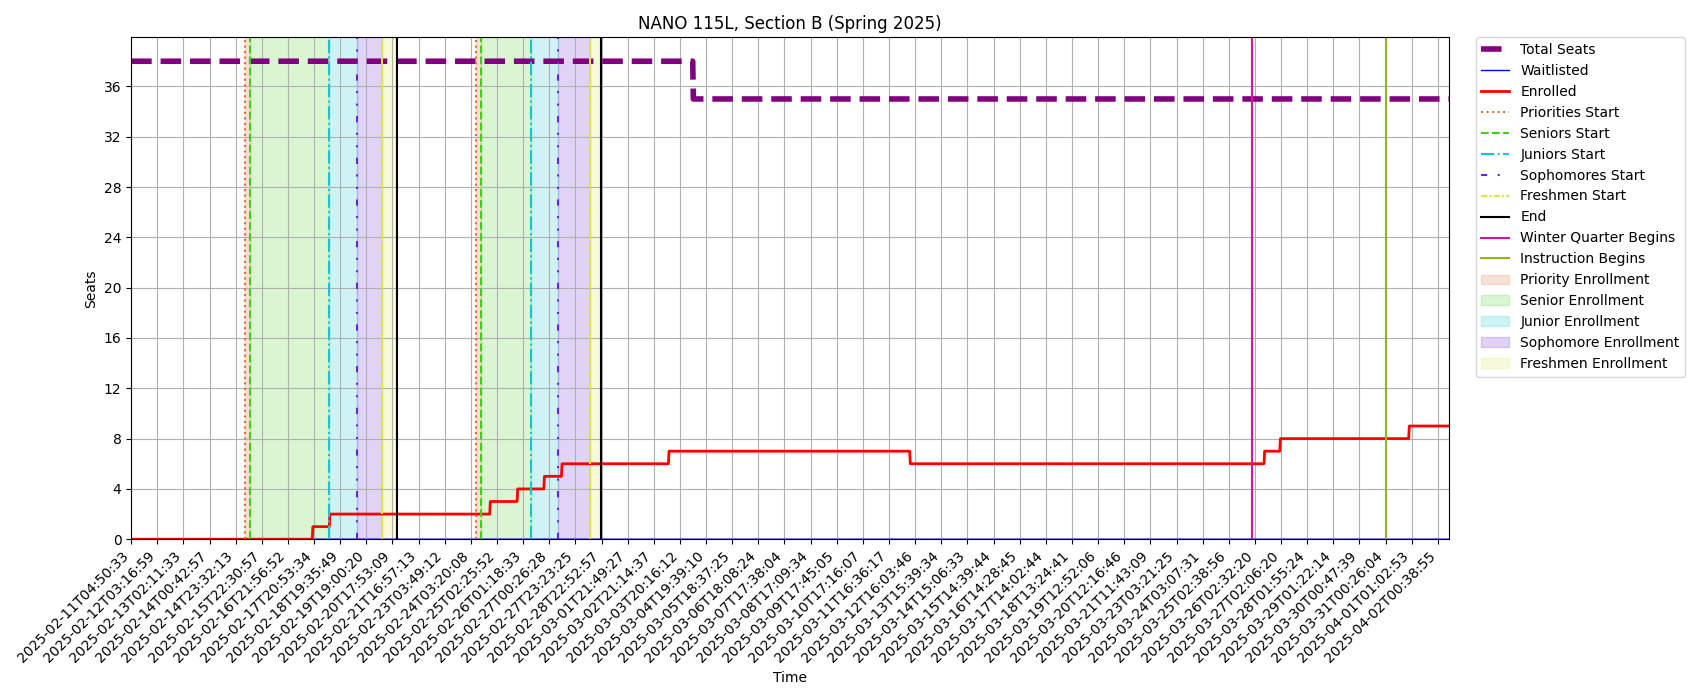 NANO 115L, Section B (Spring 2025)
Seats
36
32
28
24
20
16
12
8
4
0
2025-02-11T04:50:33
2025-02-12T03:16:59
2025-02-13T02:11:33
2025-02-14T00:42:57
2025-02-14T23:32:13
2025-02-15T22:30:57
2025-02-16T21:56:52
2025-02-17T20:53:34
2025-02-18T19:35:49
2025-02-19T19:00:20
2025-02-20T17:53:09
2025-02-21T16:57:13
2025-02-23T03:49:12
2025-02-24T03:20:08
2025-02-25T02:25:52
2025-02-26T01:18:33
2025-02-27T00:26:28
2025-02-27T23:23:25
2025-02-28T22:52:57
2025-03-01T21:49:27
2025-03-02T21:14:37
2025-03-03T20:16:12
2025-03-04T19:39:10
2025-03-05T18:37:25
2025-03-06T18:08:24
2025-03-07T17:38:04
2025-03-08T17:09:34
2025-03-09T17:45:05
2025-03-10T17:16:07
2025-03-11T16:36:17
2025-03-12T16:03:46
2025-03-13T15:39:34
2025-03-14T15:06:33
2025-03-15T14:39:44
2025-03-16T14:28:45
2025-03-17T14:02:44
2025-03-18T13:24:41
2025-03-19T12:52:06
2025-03-20T12:16:46
2025-03-21T11:43:09
2025-03-23T03:21:25
2025-03-24T03:07:31
2025-03-25T02:38:56
2025-03-26T02:32:20
2025-03-27T02:06:20
2025-03-28T01:55:24
2025-03-29T01:22:14
2025-03-30T00:47:39
2025-03-31T00:26:04
2025-04-01T01:02:53
2025-04-02T00:38:55
Time
Total Seats
Waitlisted
Enrolled
Priorities Start
Seniors Start
Juniors Start
Sophomores Start
Freshmen Start
End
Winter Quarter Begins
Instruction Begins
Priority Enrollment
Senior Enrollment
Junior Enrollment
Sophomore Enrollment
Freshmen Enrollment